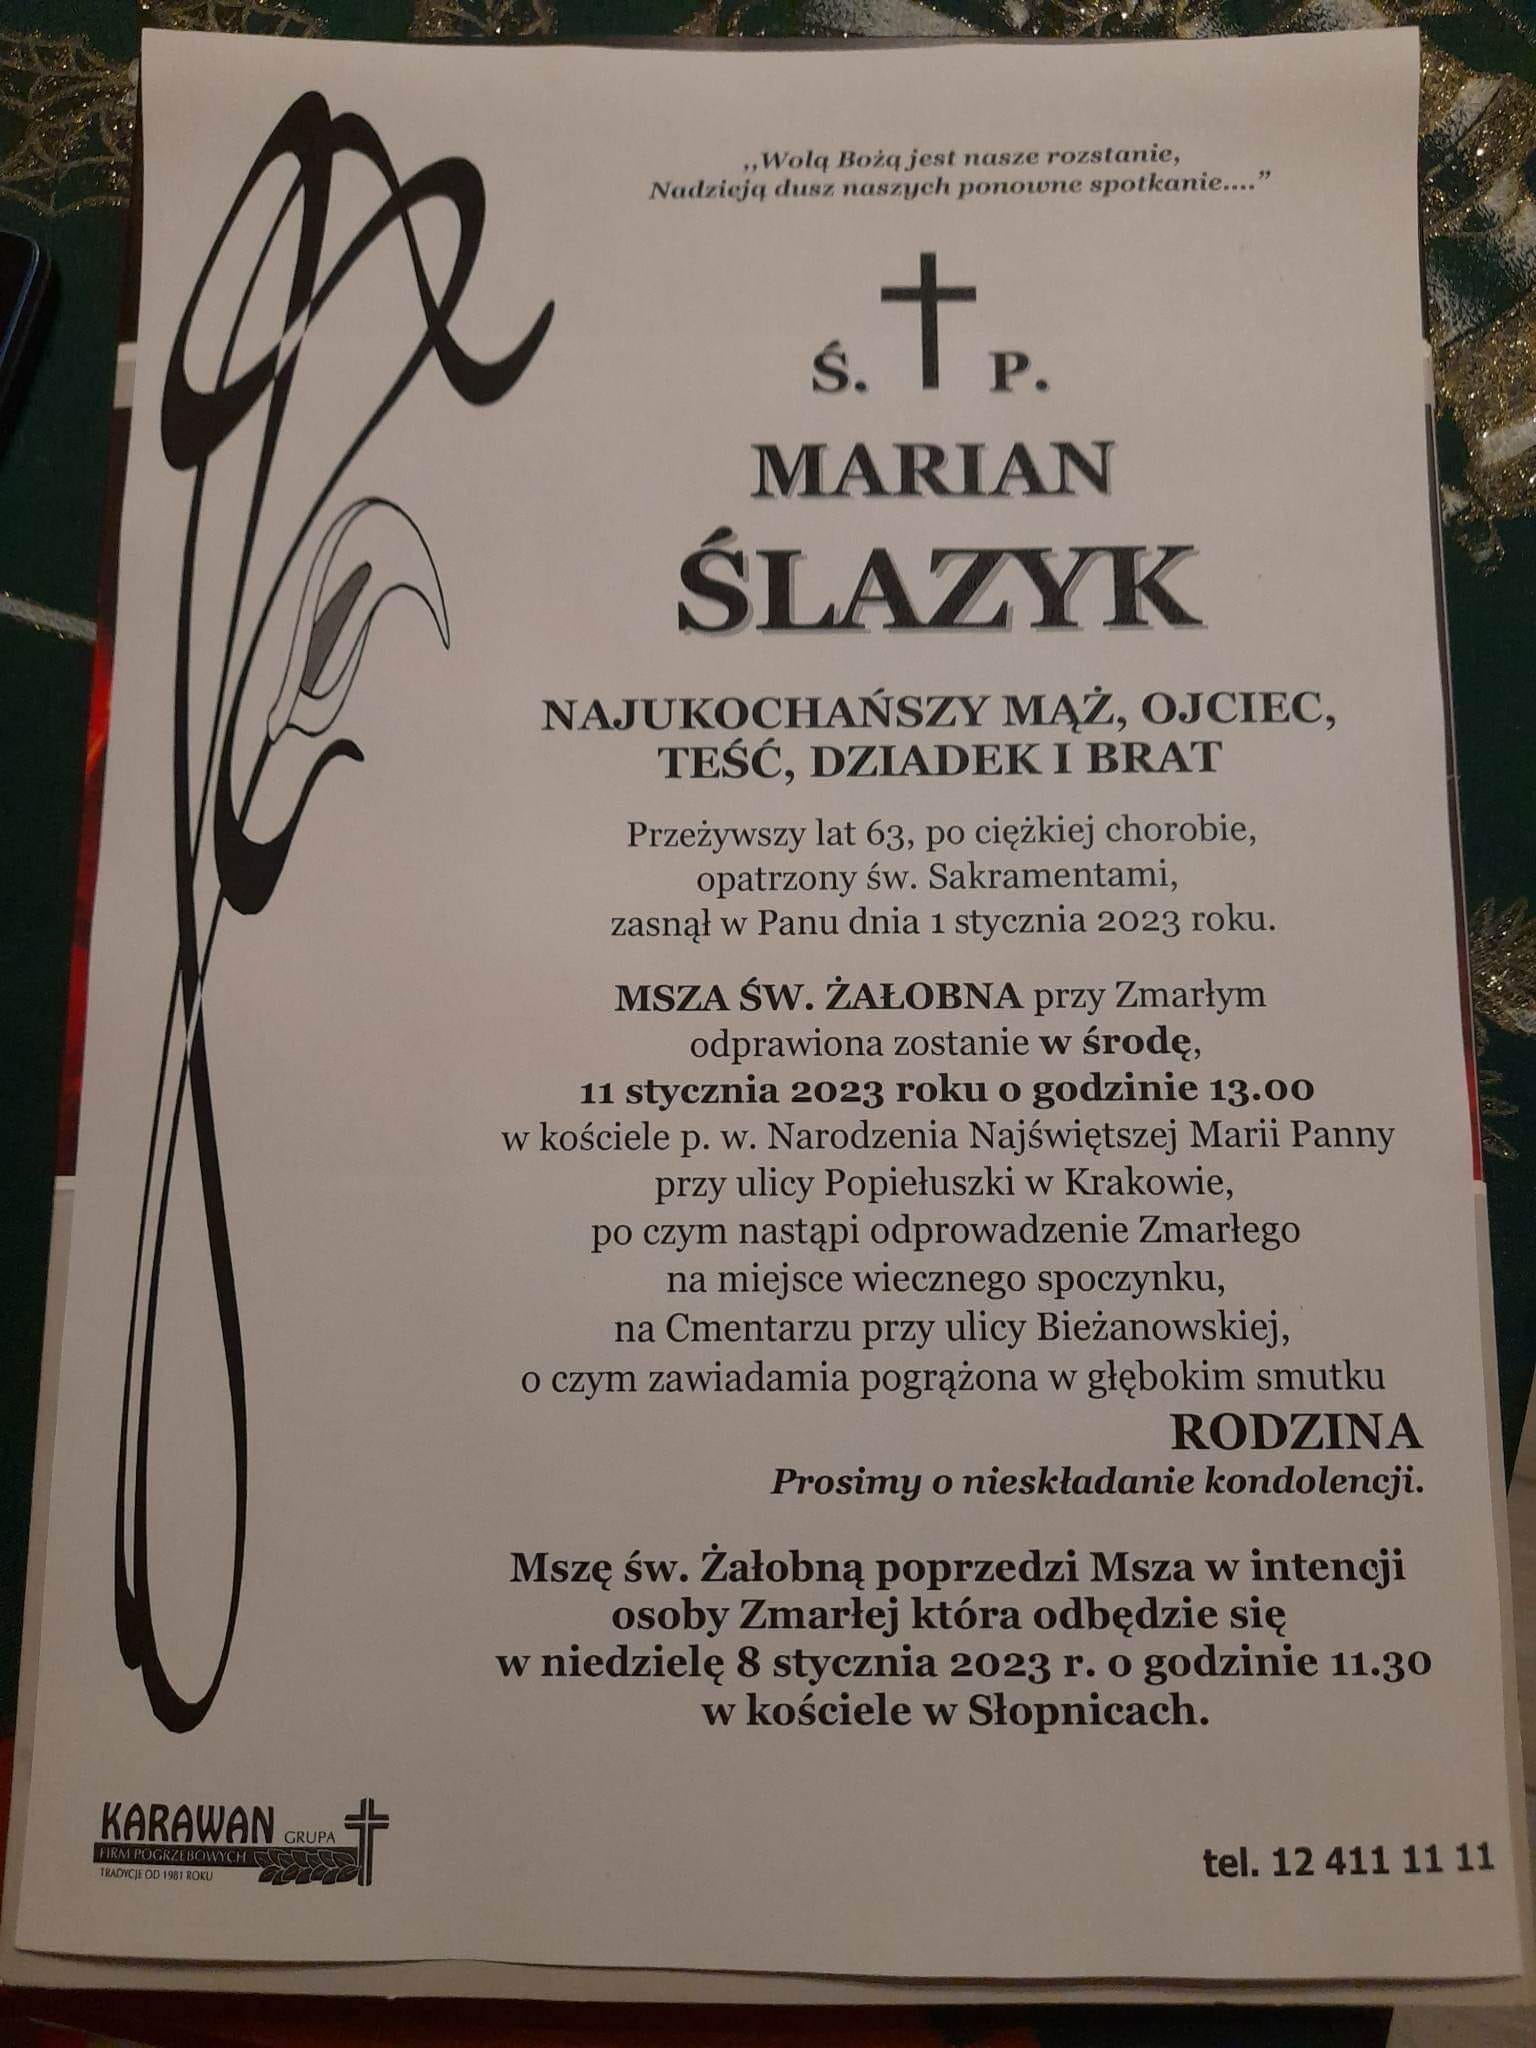 „Wolą Bożą jest nasze rozstanie,
Nadzieją dusz naszych ponowne spotkanie....”
Ś. P.
MARIAN
ŚLAZYK
NAJUKOCHAŃSZY MĄŻ, OJCIEC,
TEŚĆ, DZIADEK I BRAT
Przeżywszy lat 63, po ciężkiej chorobie,
opatrzony św. Sakramentami,
zasnął w Panu dnia 1 stycznia 2023 roku.
MSZA ŚW. ŻAŁOBNA przy Zmarłym
odprawiona zostanie w środę,
11 stycznia 2023 roku o godzinie 13.00
w kościele p. w. Narodzenia Najświętszej Marii Panny
przy ulicy Popiełuszki w Krakowie,
po czym nastąpi odprowadzenie Zmarłego
na miejsce wiecznego spoczynku,
na Cmentarzu przy ulicy Bieżanowskiej,
o czym zawiadamia pogrążona w głębokim smutku
RODZINA
Prosimy o nieskładanie kondolencji.
Mszę św. Żałobną poprzedzi Msza w intencji
osoby Zmarłej która odbędzie się
w niedzielę 8 stycznia 2023 r. o godzinie 11.30
w kościele w Słopnicach.
KARAWAN GRUPA
FIRM POGRZEBOWYCH
TRADYCJE OD 1981 ROKU
tel. 12 411 11 11